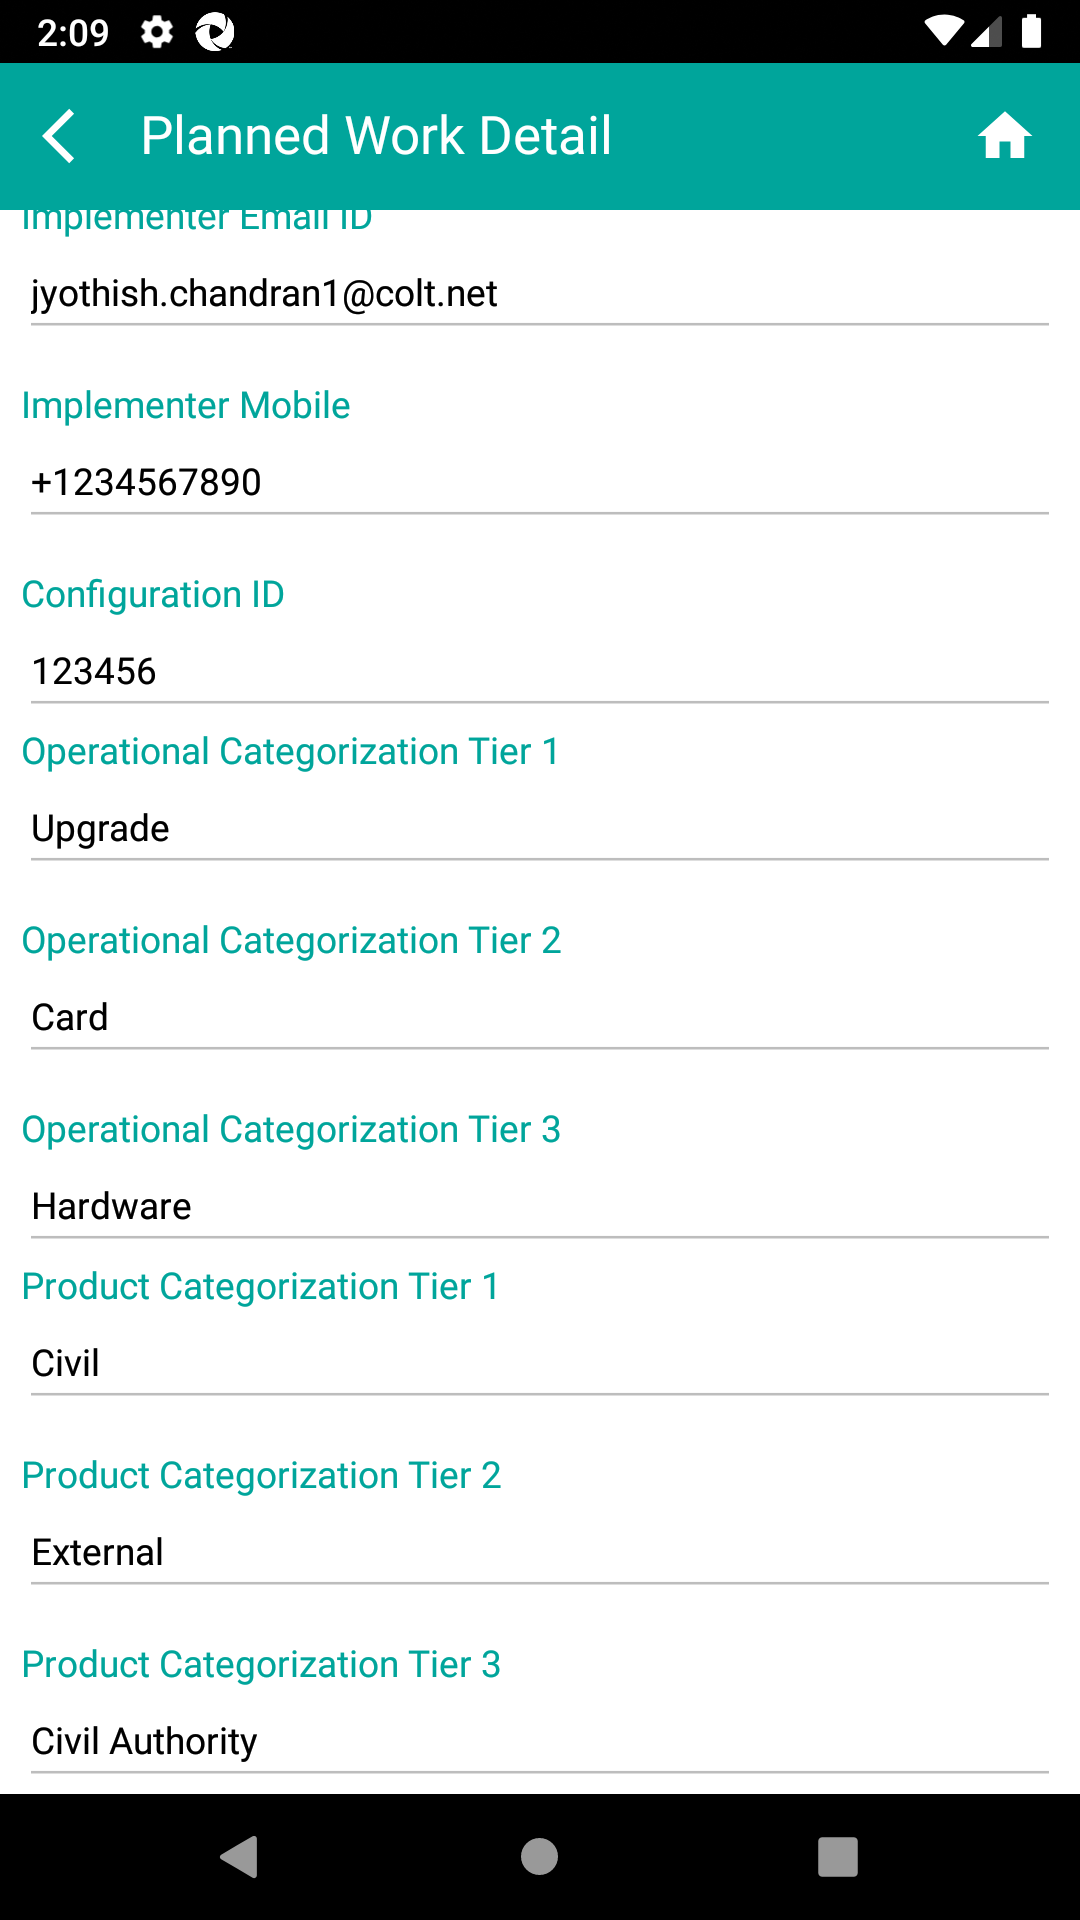 2:09
Planned Work Detail
Implementer Email ID
jyothish.chandran1@colt.net
Implementer Mobile
+1234567890
Configuration ID
123456
Operational Categorization Tier 1
Upgrade
Operational Categorization Tier 2
Card
Operational Categorization Tier 3
Hardware
Product Categorization Tier 1
Civil
Product Categorization Tier 2
External
Product Categorization Tier 3
Civil Authority